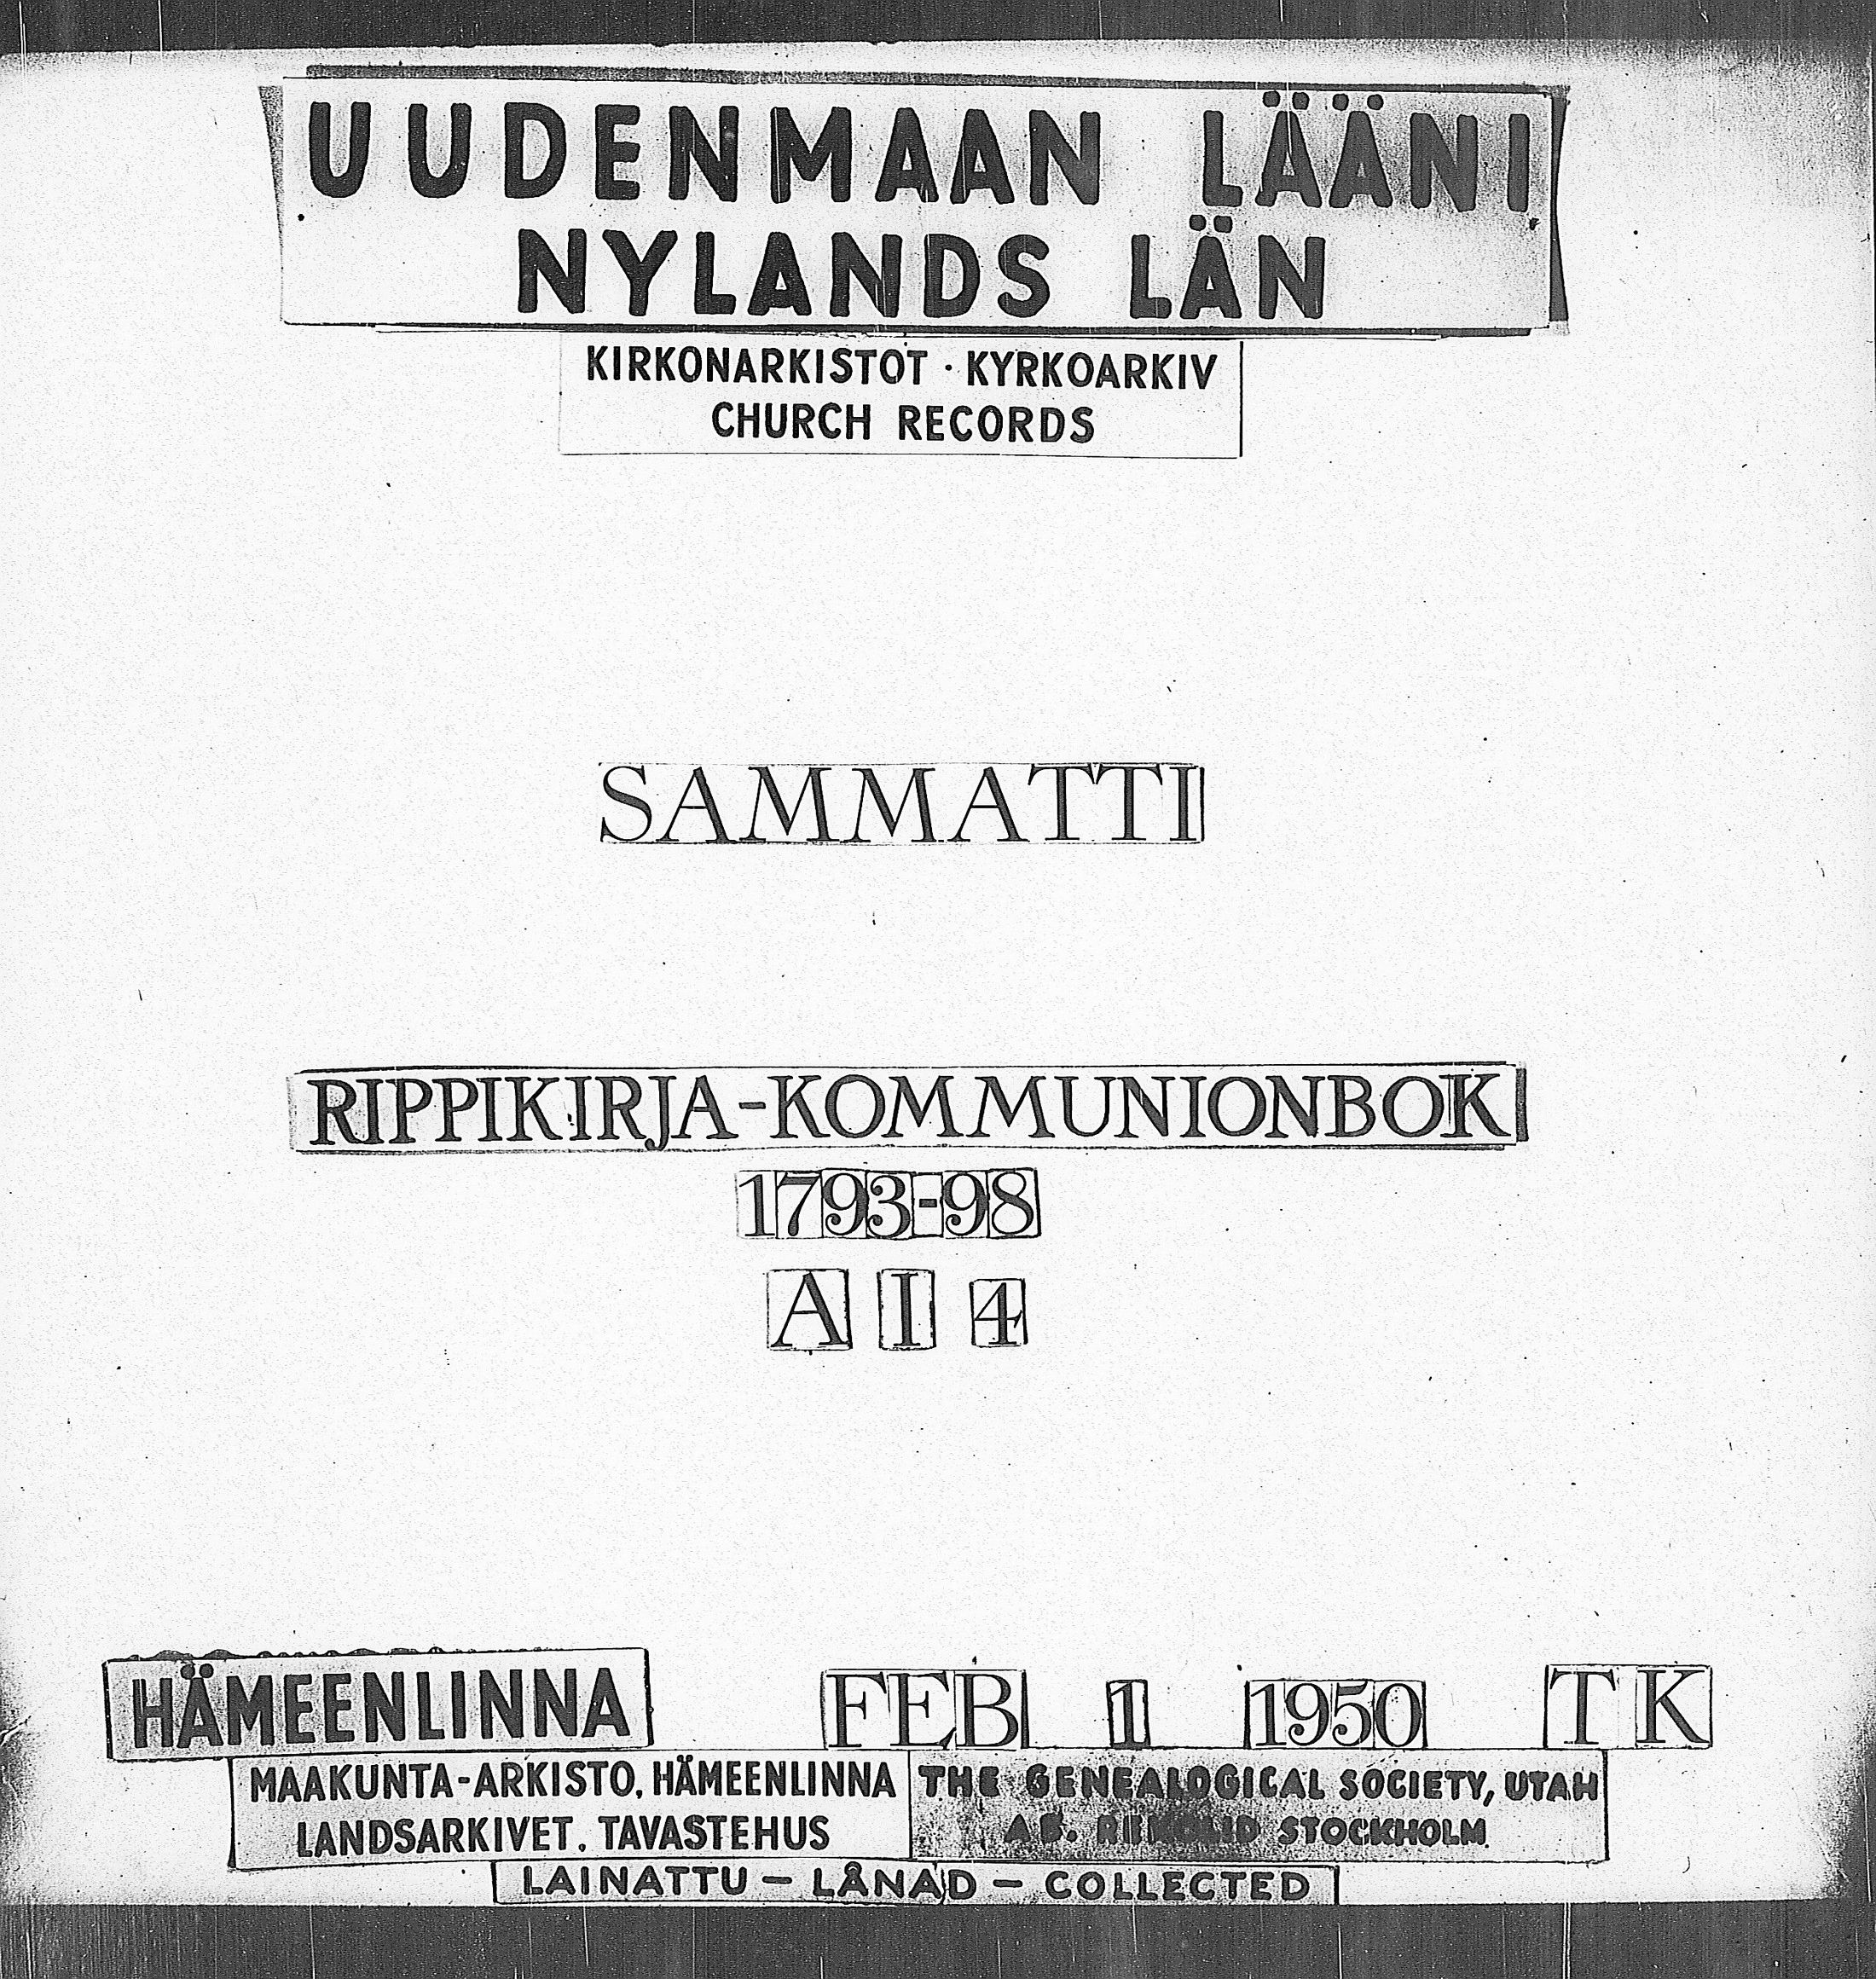 UUDENMAAN LÄÄNI
NYLANDS LÄN
KIRKONARKISTOT · KYRKOARKIV
CHURCH RECORDS
SAMMATTI
RIPPIKIRJA-KOMMUNIONBOK
1793-98
A I 4
HÄMEENLINNA FEB 1 1950 TK
MAAKUNTA-ARKISTO, HÄMEENLINNA
LANDSARKIVET, TAVASTEHUS
THE GENEALOGICAL SOCIETY, UTAH
AB. STOCKHOLM
LAINATTU – LÅNAD – COLLECTED